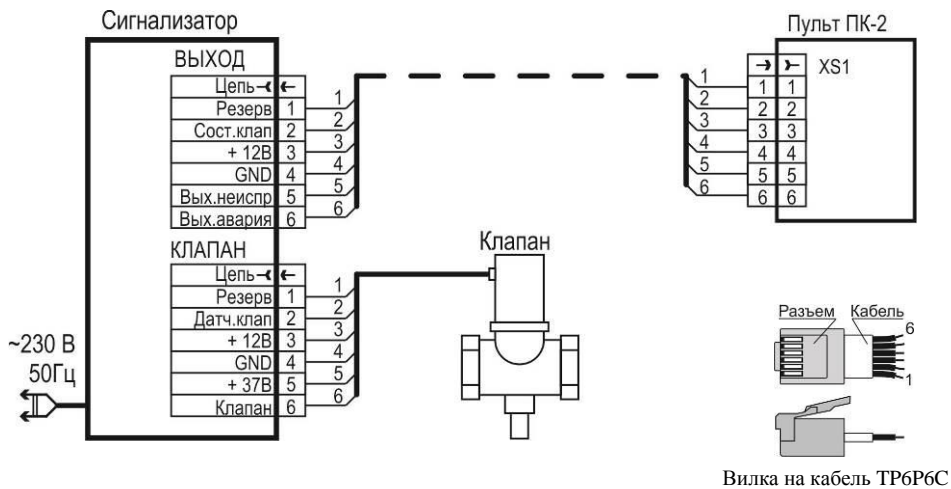 Сигнализатор
ВЫХОД
Цепь
Резерв 1 1
Сост.клап 2 2
+ 12В 3 3
GND 4 4
Вых.неиспр 5 5
Вых.авария 6 6
КЛАПАН
Цепь
Резерв 1 1
Датч.клап 2 2
+ 12В 3 3
GND 4 4
+ 37В 5 5
Клапан 6 6
~230 В
50Гц
Клапан
Пульт ПК-2
XS1
1 1 1
2 2 2
3 3 3
4 4 4
5 5 5
6 6 6
Разъем Кабель
6
1
Вилка на кабель TP6P6C